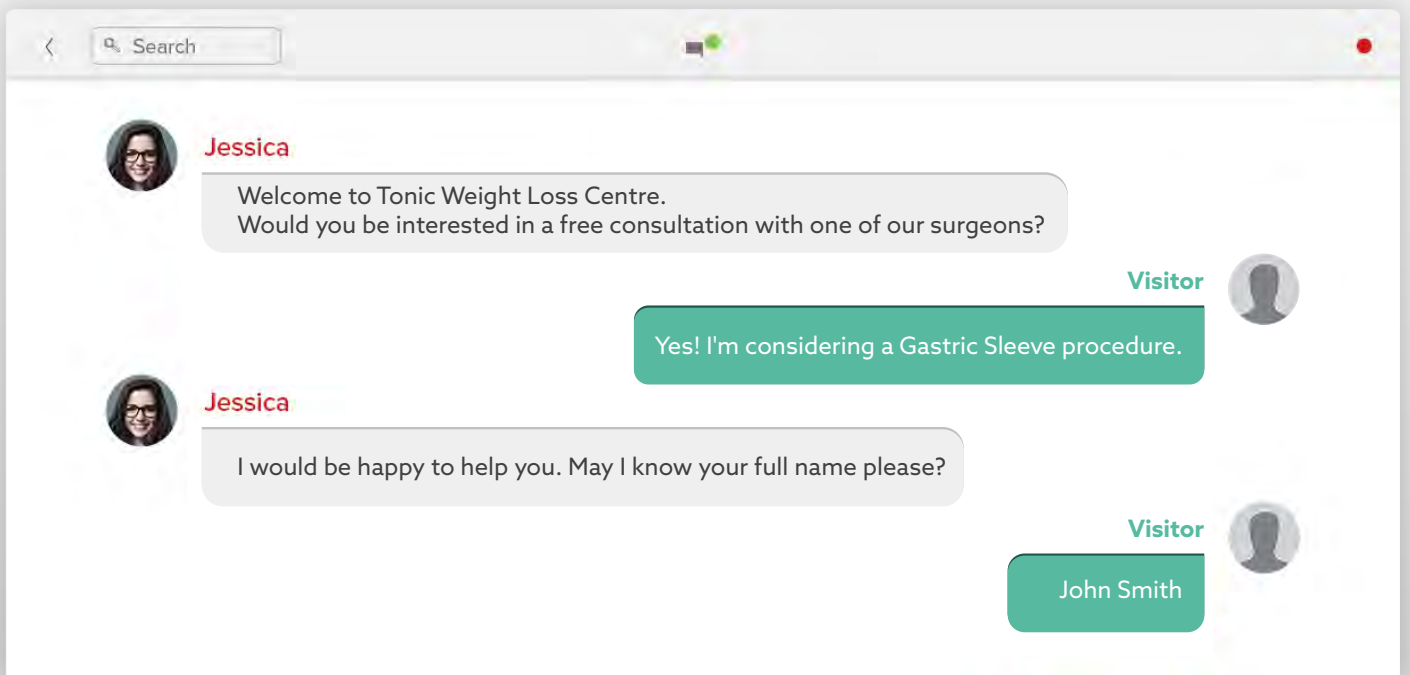 Search
Jessica
Welcome to Tonic Weight Loss Centre.
Would you be interested in a free consultation with one of our surgeons?
Visitor
Yes! I'm considering a Gastric Sleeve procedure.
Jessica
I would be happy to help you. May I know your full name please?
Visitor
John Smith